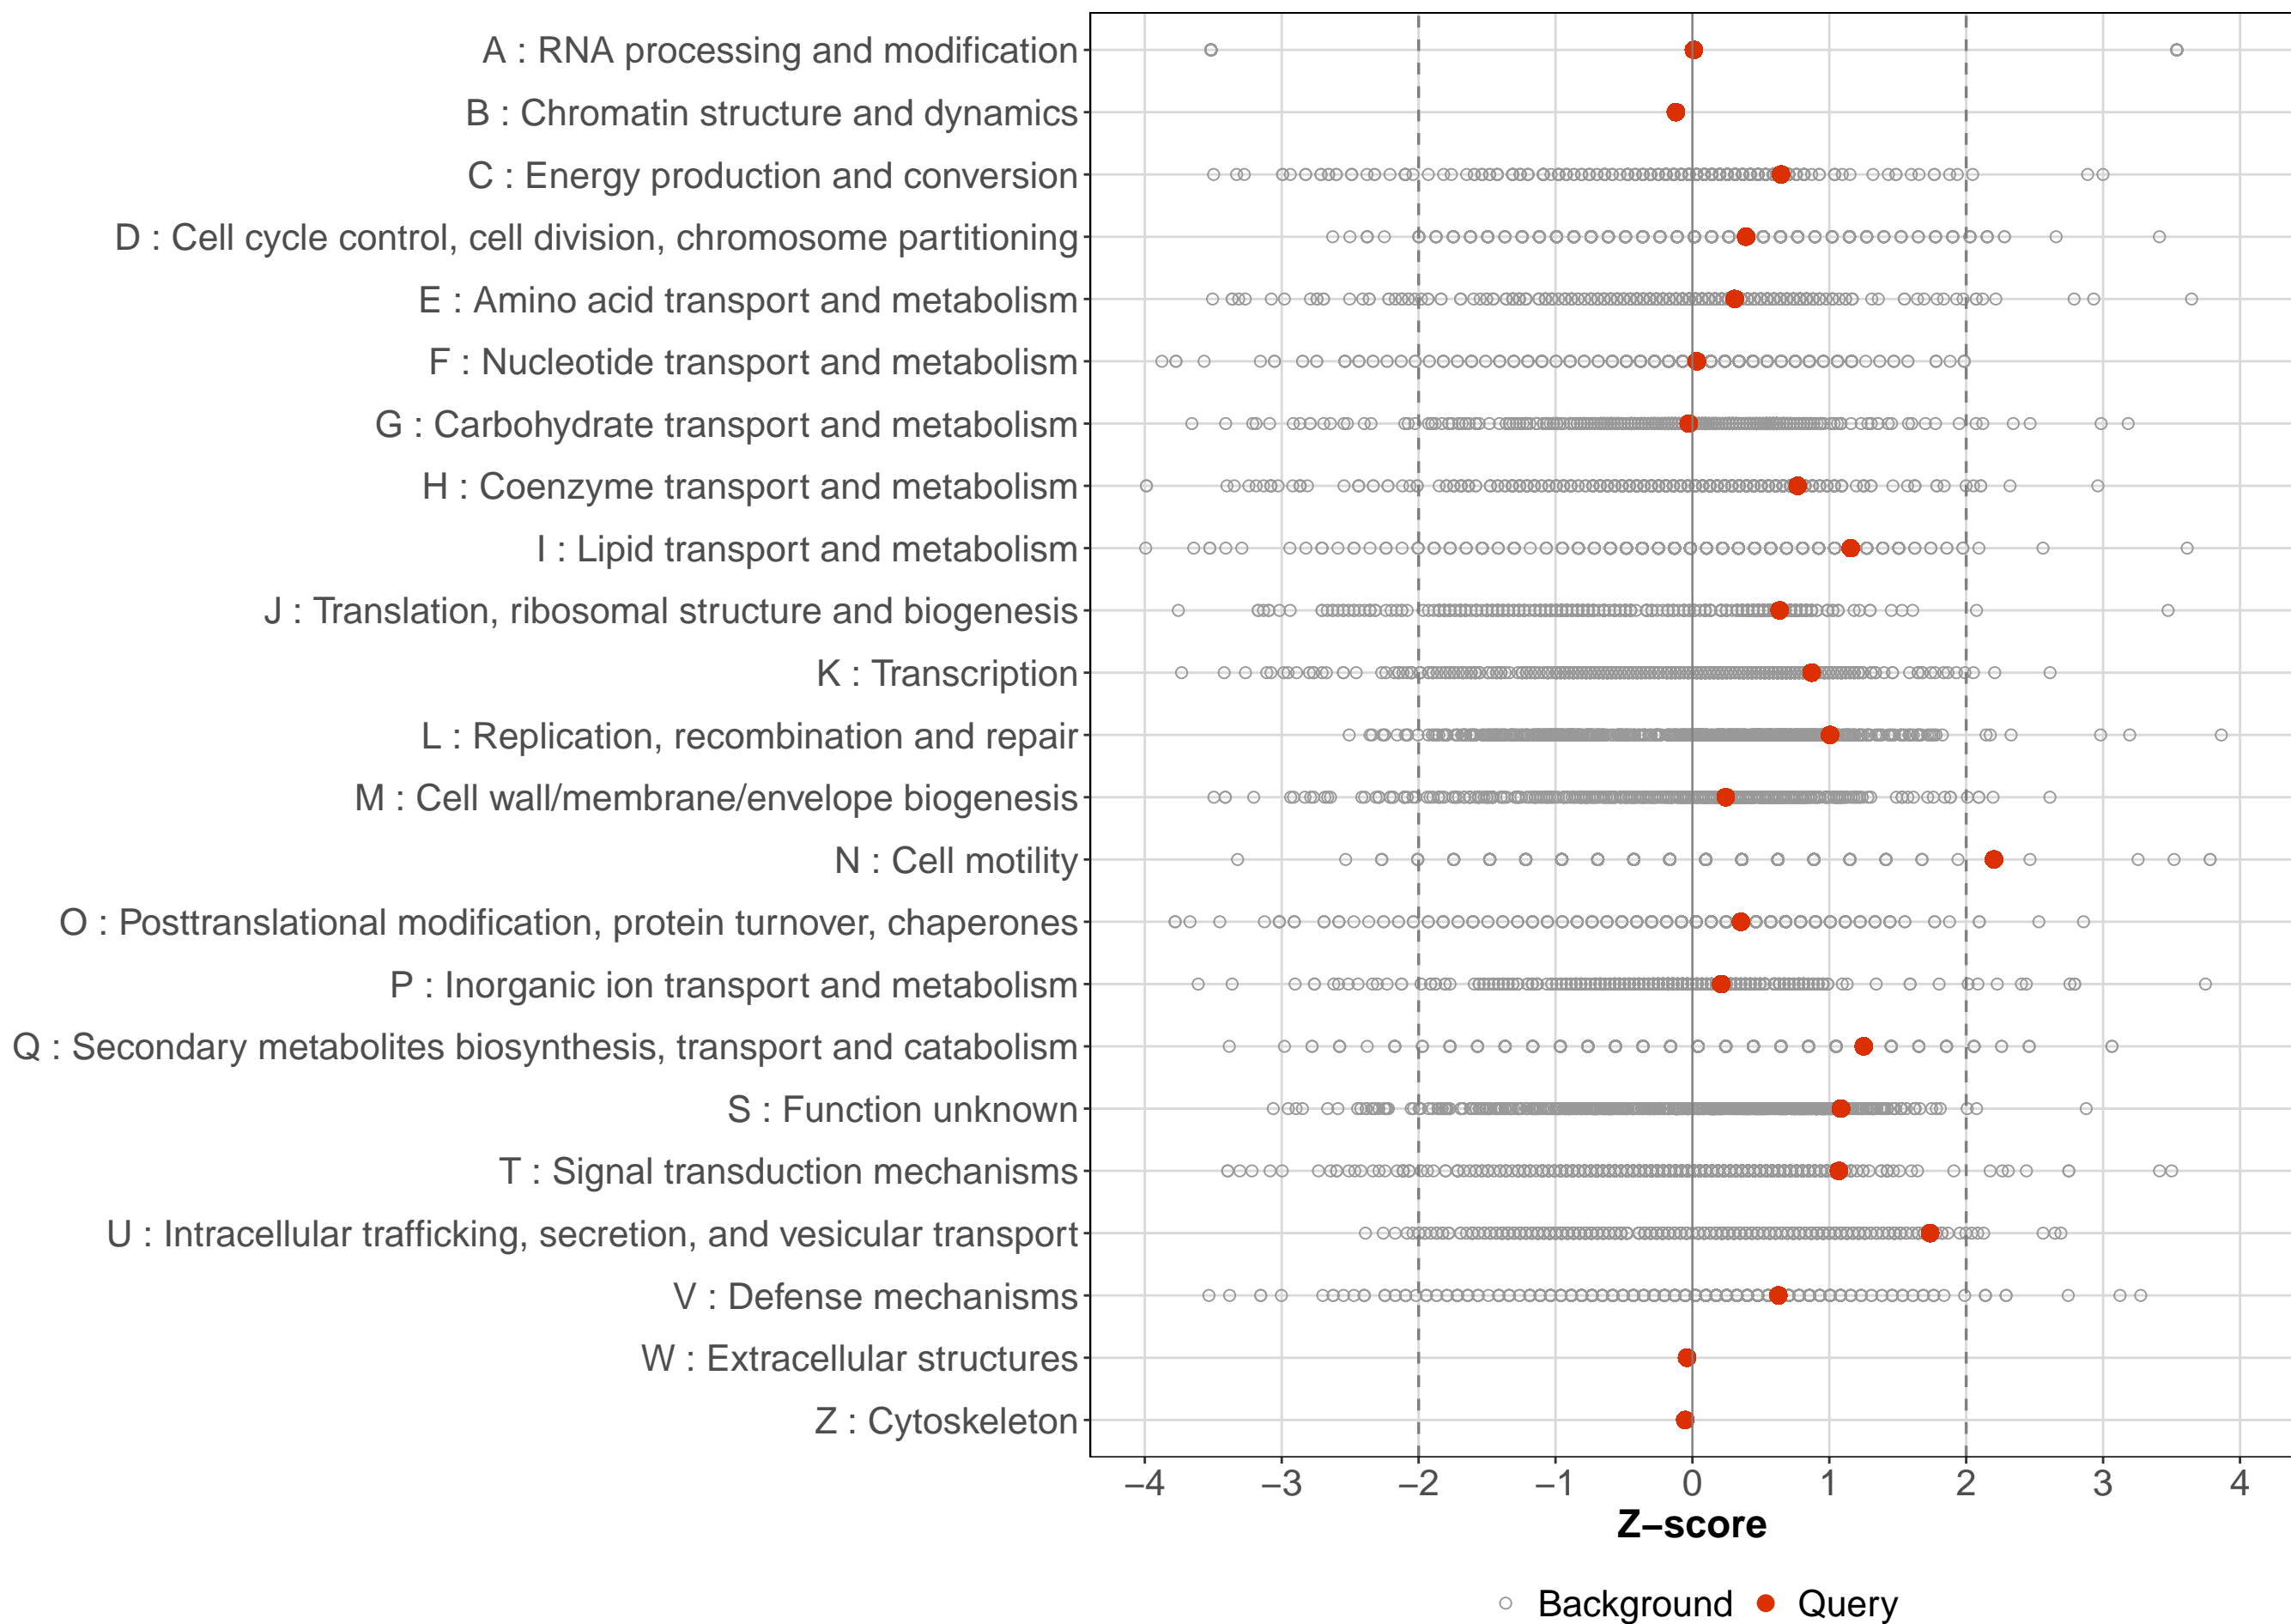 A : RNA processing and modification
B : Chromatin structure and dynamics
C : Energy production and conversion
D : Cell cycle control, cell division, chromosome partitioning
E : Amino acid transport and metabolism
F : Nucleotide transport and metabolism
G : Carbohydrate transport and metabolism
H : Coenzyme transport and metabolism
I : Lipid transport and metabolism
J : Translation, ribosomal structure and biogenesis
K : Transcription
L : Replication, recombination and repair
M : Cell wall/membrane/envelope biogenesis
N : Cell motility
O : Posttranslational modification, protein turnover, chaperones
P : Inorganic ion transport and metabolism
Q : Secondary metabolites biosynthesis, transport and catabolism
S : Function unknown
T : Signal transduction mechanisms
U : Intracellular trafficking, secretion, and vesicular transport
V : Defense mechanisms
W : Extracellular structures
Z : Cytoskeleton
−4 −3 −2 −1 0 1 2 3 4
Z−score
Background Query